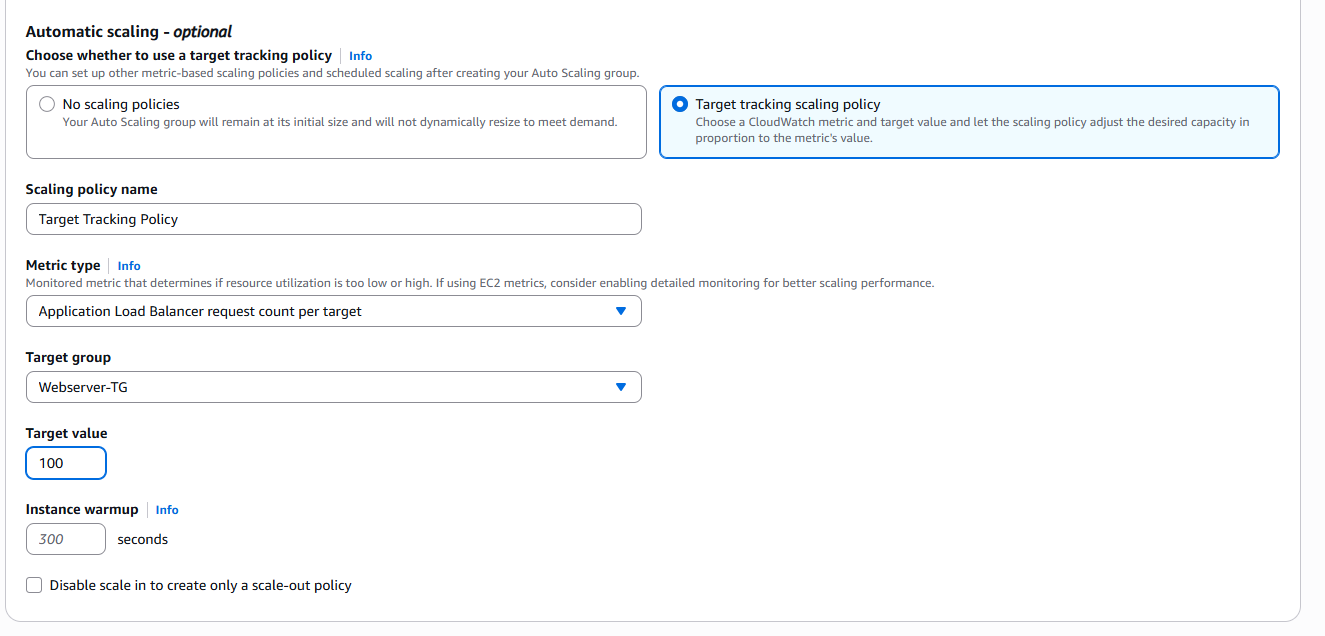 Automatic scaling - optional
Choose whether to use a target tracking policy Info
You can set up other metric-based scaling policies and scheduled scaling after creating your Auto Scaling group.
No scaling policies
Your Auto Scaling group will remain at its initial size and will not dynamically resize to meet demand.
Target tracking scaling policy
Choose a CloudWatch metric and target value and let the scaling policy adjust the desired capacity in
proportion to the metric's value.
Scaling policy name
Target Tracking Policy
Metric type Info
Monitored metric that determines if resource utilization is too low or high. If using EC2 metrics, consider enabling detailed monitoring for better scaling performance.
Application Load Balancer request count per target
Target group
Webserver-TG
Target value
100
Instance warmup Info
300 seconds
Disable scale in to create only a scale-out policy